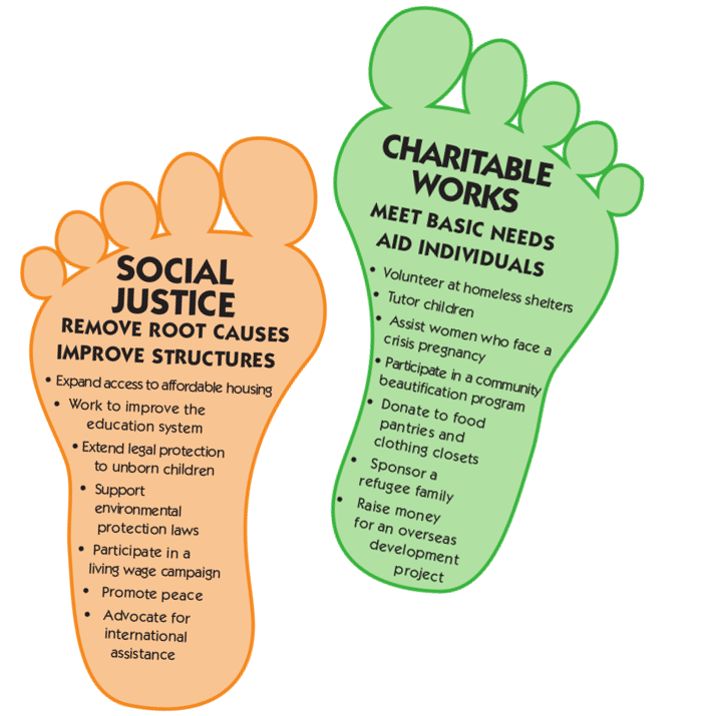 SOCIAL
JUSTICE
REMOVE ROOT CAUSES
IMPROVE STRUCTURES
• Expand access to affordable housing
• Work to improve the
education system
• Extend legal protection
to unborn children
• Support
environmental
protection laws
• Participate in a
living wage campaign
• Promote peace
• Advocate for
international
assistance
CHARITABLE
WORKS
MEET BASIC NEEDS
AID INDIVIDUALS
• Volunteer at homeless shelters
• Tutor children
• Assist women who face a
crisis pregnancy
• Participate in a community
beautification program
• Donate to food
pantries and
clothing closets
• Sponsor a
refugee family
• Raise money
for an overseas
development
project